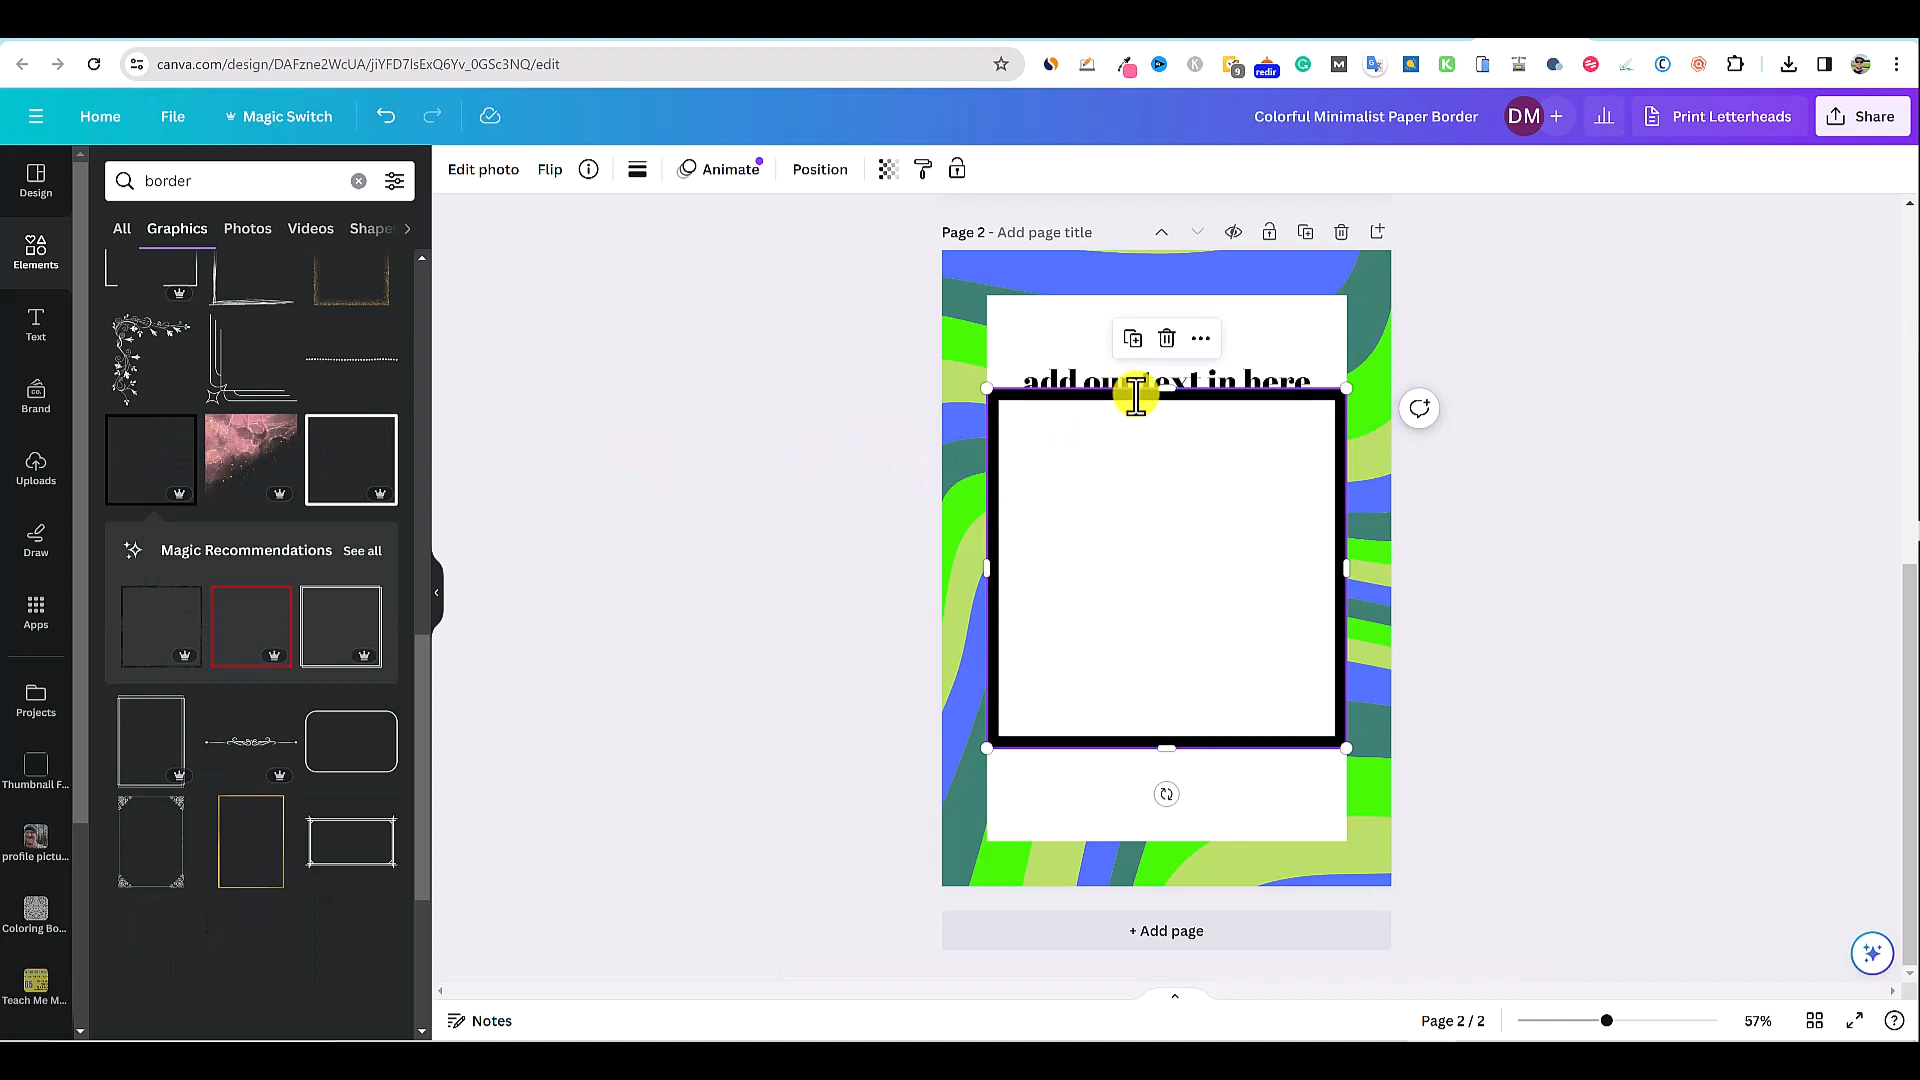 canva.com/design/DAFzne2WcUA/jiYFD7lsExQ6Yv_0GSc3NQ/edit
9
redir
Home
File
Magic Switch
Colorful Minimalist Paper Border
DM
Print Letterheads
Share
Design
Elements
Text
Brand
Uploads
Draw
Apps
Projects
Thumbnail F...
profile pictu...
Coloring Bo...
Teach Me M...
border
All
Graphics
Photos
Videos
Shape
Magic Recommendations
See all
Edit photo
Flip
Animate
Position
Page 2 - Add page title
add our text in here
+ Add page
Notes
Page 2 / 2
57%